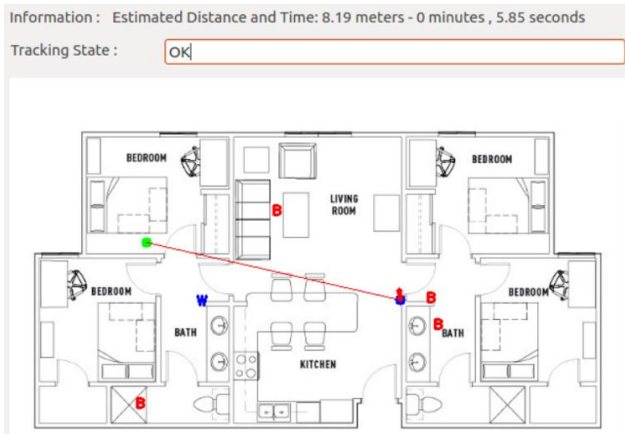 Information : Estimated Distance and Time: 8.19 meters - 0 minutes , 5.85 seconds
Tracking State : OK
BEDROOM
BEDROOM
B
LIVING
ROOM
BEDROOM
BEDROOM
W
B
B
BATH
BATH
KITCHEN
B